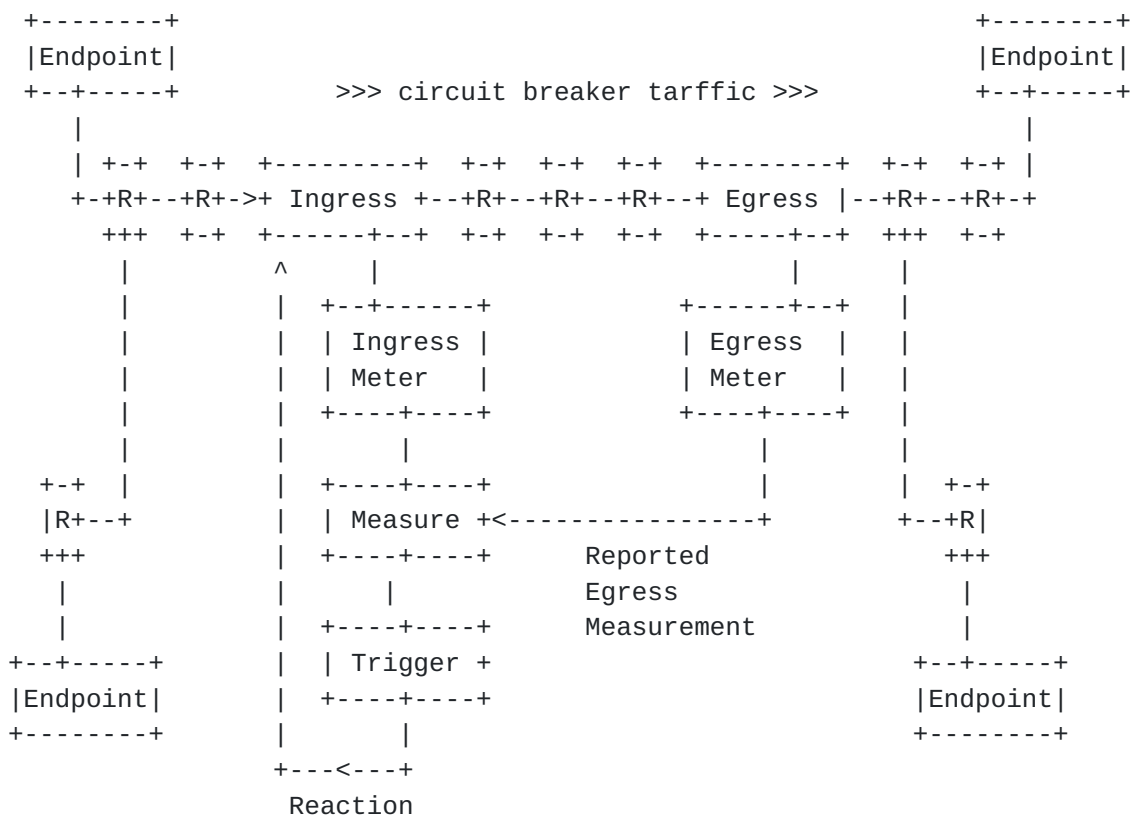 +--------+                                                   +--------+
|Endpoint|                                                   |Endpoint|
+--+-----+          >>> circuit breaker tarffic >>>          +--+-----+
   |                                                            |
   | +-+  +-+  +---------+  +-+  +-+  +-+  +--------+  +-+  +-+ |
   +-+R+--+R+->+ Ingress +--+R+--+R+--+R+--+ Egress |--+R+--+R+-+
     +++  +-+  +------+--+  +-+  +-+  +-+  +-----+--+  +++  +-+
      |         ^     |                          |      |
      |         |  +--+------+            +------+--+   |
      |         |  | Ingress |            | Egress  |   |
      |         |  | Meter   |            | Meter   |   |
      |         |  +----+----+            +----+----+   |
      |         |       |                      |        |
 +-+  |         |  +----+----+                 |        |  +-+
 |R+--+         |  | Measure +<----------------+        +--+R|
 +++            |  +----+----+      Reported               +++
  |             |      |            Egress                  |
  |             |  +----+----+      Measurement             |
+--+-----+       |  | Trigger +                           +--+-----+
|Endpoint|       |  +----+----+                           |Endpoint|
+--------+       |       |                                +--------+
                +---<---+
                 Reaction